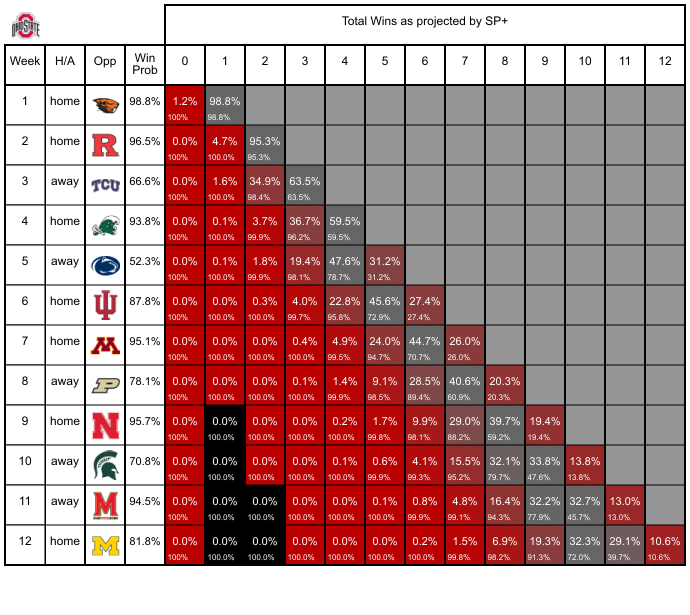 OHIO STATE
Total Wins as projected by SP+
Week H/A Opp Win Prob 0 1 2 3 4 5 6 7 8 9 10 11 12
1 home 98.8% 1.2% 98.8%
100% 98.8%
2 home R 96.5% 0.0% 4.7% 95.3%
100% 100.0% 95.3%
3 away TCU 66.6% 0.0% 1.6% 34.9% 63.5%
100% 100.0% 98.4% 63.5%
4 home 93.8% 0.0% 0.1% 3.7% 36.7% 59.5%
100% 100.0% 99.9% 96.2% 59.5%
5 away 52.3% 0.0% 0.1% 1.8% 19.4% 47.6% 31.2%
100% 100.0% 99.9% 98.1% 78.7% 31.2%
6 home 87.8% 0.0% 0.0% 0.3% 4.0% 22.8% 45.6% 27.4%
100% 100.0% 100.0% 99.7% 95.8% 72.9% 27.4%
7 home M 95.1% 0.0% 0.0% 0.0% 0.4% 4.9% 24.0% 44.7% 26.0%
100% 100.0% 100.0% 100.0% 99.5% 94.7% 70.7% 26.0%
8 away P 78.1% 0.0% 0.0% 0.0% 0.1% 1.4% 9.1% 28.5% 40.6% 20.3%
100% 100.0% 100.0% 100.0% 99.9% 98.5% 89.4% 60.9% 20.3%
9 home N 95.7% 0.0% 0.0% 0.0% 0.0% 0.2% 1.7% 9.9% 29.0% 39.7% 19.4%
100% 100.0% 100.0% 100.0% 100.0% 99.8% 98.1% 88.2% 59.2% 19.4%
10 away 70.8% 0.0% 0.0% 0.0% 0.0% 0.1% 0.6% 4.1% 15.5% 32.1% 33.8% 13.8%
100% 100.0% 100.0% 100.0% 100.0% 99.9% 99.3% 95.2% 79.7% 47.6% 13.8%
11 away M 94.5% 0.0% 0.0% 0.0% 0.0% 0.0% 0.1% 0.8% 4.8% 16.4% 32.2% 32.7% 13.0%
100% 100.0% 100.0% 100.0% 100.0% 100.0% 99.9% 99.1% 94.3% 77.9% 45.7% 13.0%
12 home M 81.8% 0.0% 0.0% 0.0% 0.0% 0.0% 0.0% 0.2% 1.5% 6.9% 19.3% 32.3% 29.1% 10.6%
100% 100.0% 100.0% 100.0% 100.0% 100.0% 100.0% 99.8% 98.2% 91.3% 72.0% 39.7% 10.6%